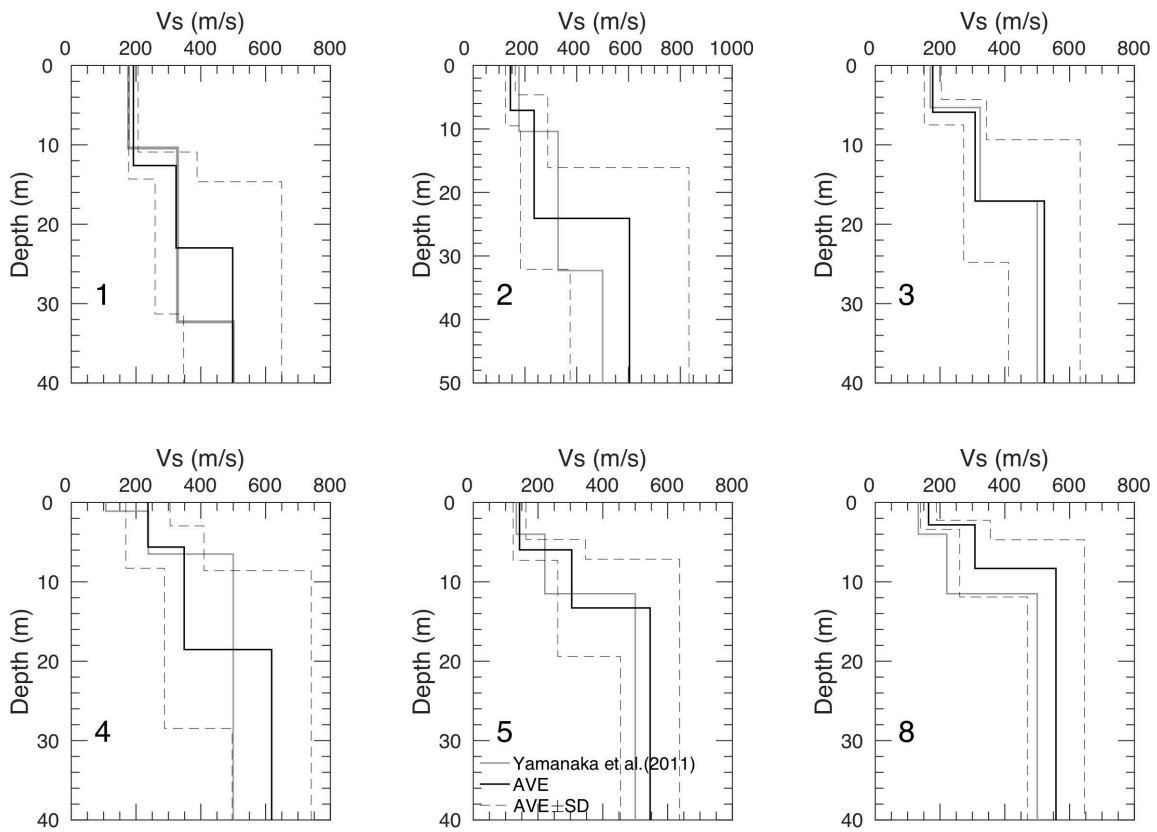 Vs (m/s) Vs (m/s) Vs (m/s)
0 200 400 600 800 0 200 400 600 800 1000 0 200 400 600 800
0 0 0
10 10 10
Depth (m) Depth (m) Depth (m)
20 20 20
30 30 30
1 2 3
40 40 40
50
Vs (m/s) Vs (m/s) Vs (m/s)
0 200 400 600 800 0 200 400 600 800 0 200 400 600 800
0 0 0
10 10 10
Depth (m) Depth (m) Depth (m)
20 20 20
30 30 30
4 5 8
Yamanaka et al.(2011)
AVE
AVE±SD
40 40 40